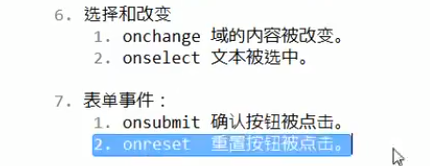 6. 选择和改变
1. onchange 域的内容被改变。
2. onselect 文本被选中。
7. 表单事件：
1. onsubmit 确认按钮被点击。
2. onreset 重置按钮被点击。